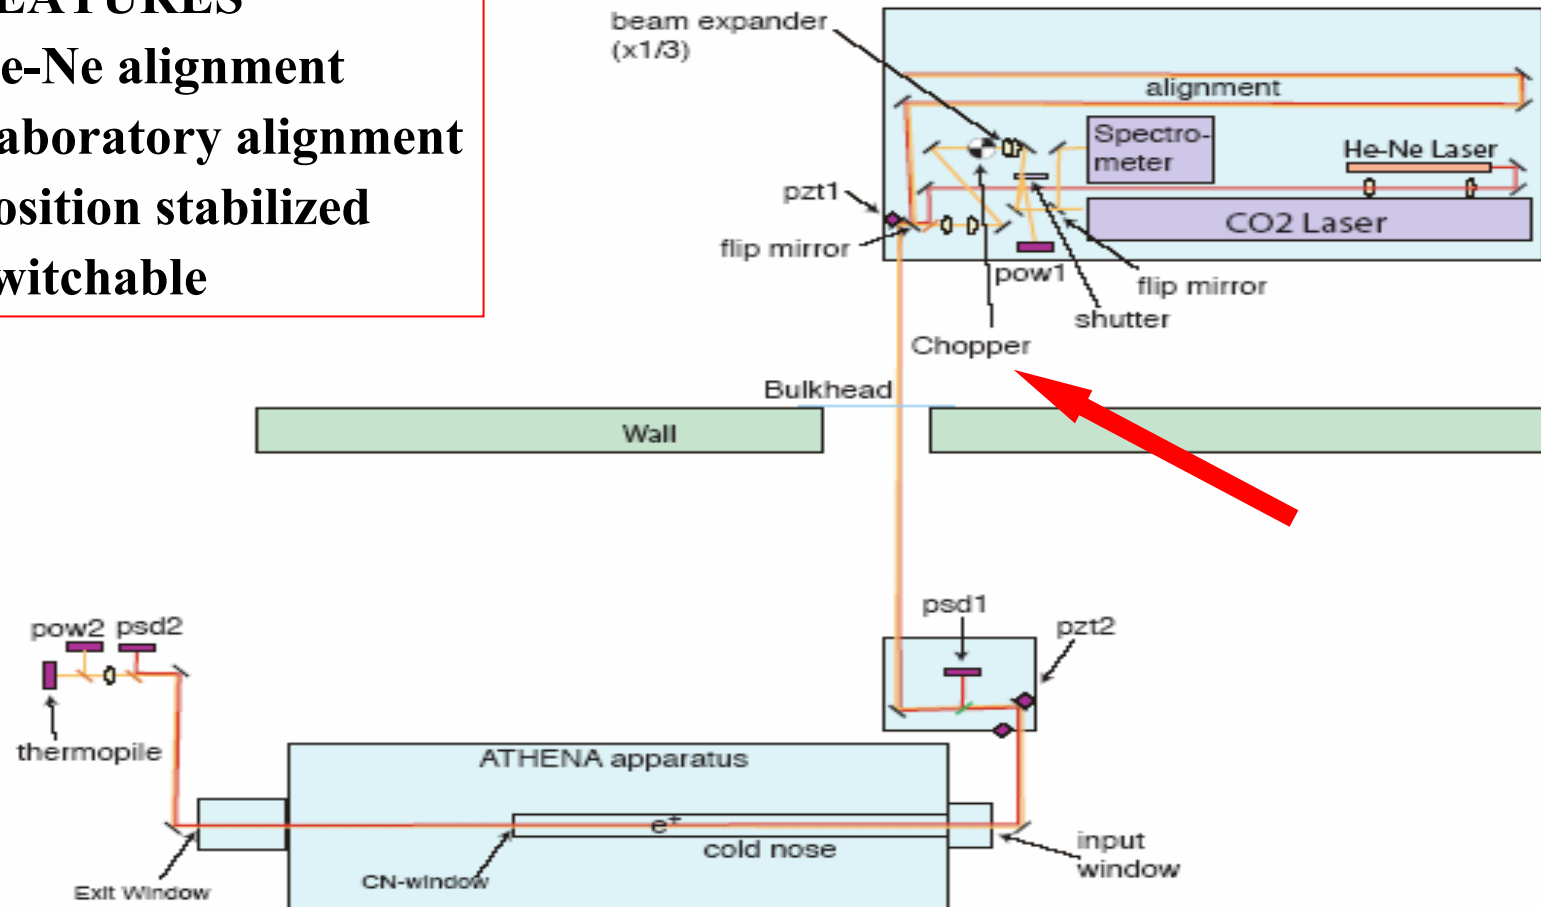 EATURES
e-Ne alignment
aboratory alignment
osition stabilized
witchable
beam expander
(x1/3)
alignment
Spectro-
meter
He-Ne Laser
pzt1
CO2 Laser
flip mirror
pow1
flip mirror
shutter
Chopper
Bulkhead
Wall
psd1
pzt2
pow2 psd2
thermopile
ATHENA apparatus
e+
cold nose
input
window
CN-window
Exit Window